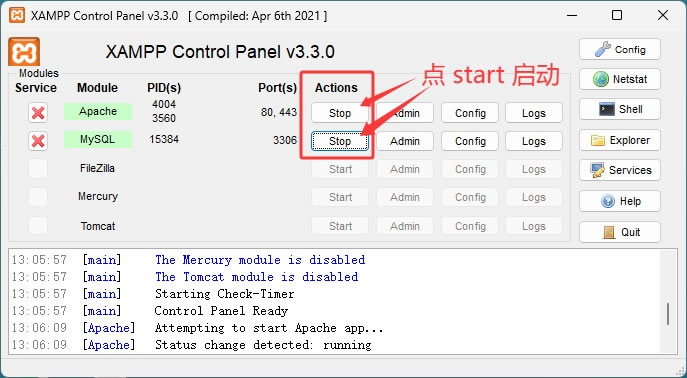 XAMPP Control Panel v3.3.0 [ Compiled: Apr 6th 2021 ]
XAMPP Control Panel v3.3.0
点 start 启动
Modules
Service Module PID(s) Port(s) Actions
Apache 4004 3560 80, 443 Stop Admin Config Logs
MySQL 15384 3306 Stop Admin Config Logs
FileZilla Start Admin Config Logs
Mercury Start Admin Config Logs
Tomcat Start Admin Config Logs
Config
Netstat
Shell
Explorer
Services
Help
Quit
13:05:57 [main] The Mercury module is disabled
13:05:57 [main] The Tomcat module is disabled
13:05:57 [main] Starting Check-Timer
13:05:57 [main] Control Panel Ready
13:06:09 [Apache] Attempting to start Apache app...
13:06:09 [Apache] Status change detected: running